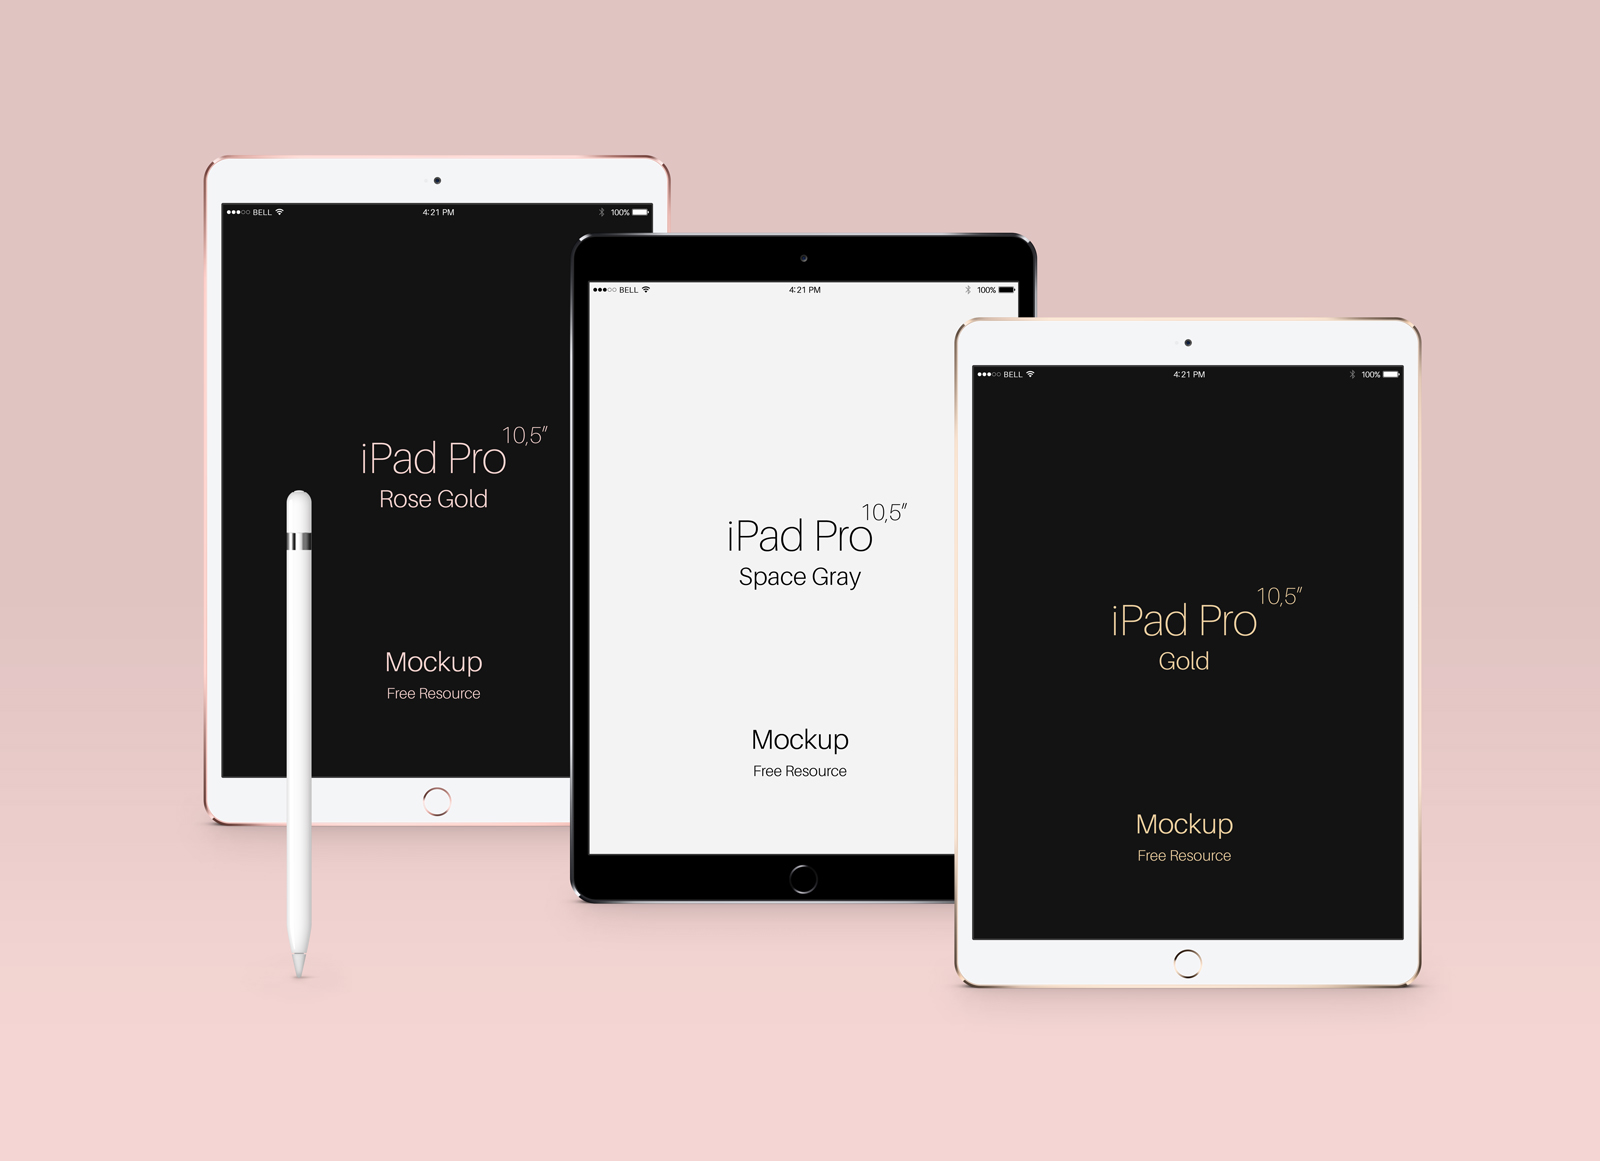 BELL 4:21 PM 100%
iPad Pro 10,5”
Rose Gold
Mockup
Free Resource
BELL 4:21 PM 100%
iPad Pro 10,5”
Space Gray
Mockup
Free Resource
BELL 4:21 PM 100%
iPad Pro 10,5”
Gold
Mockup
Free Resource